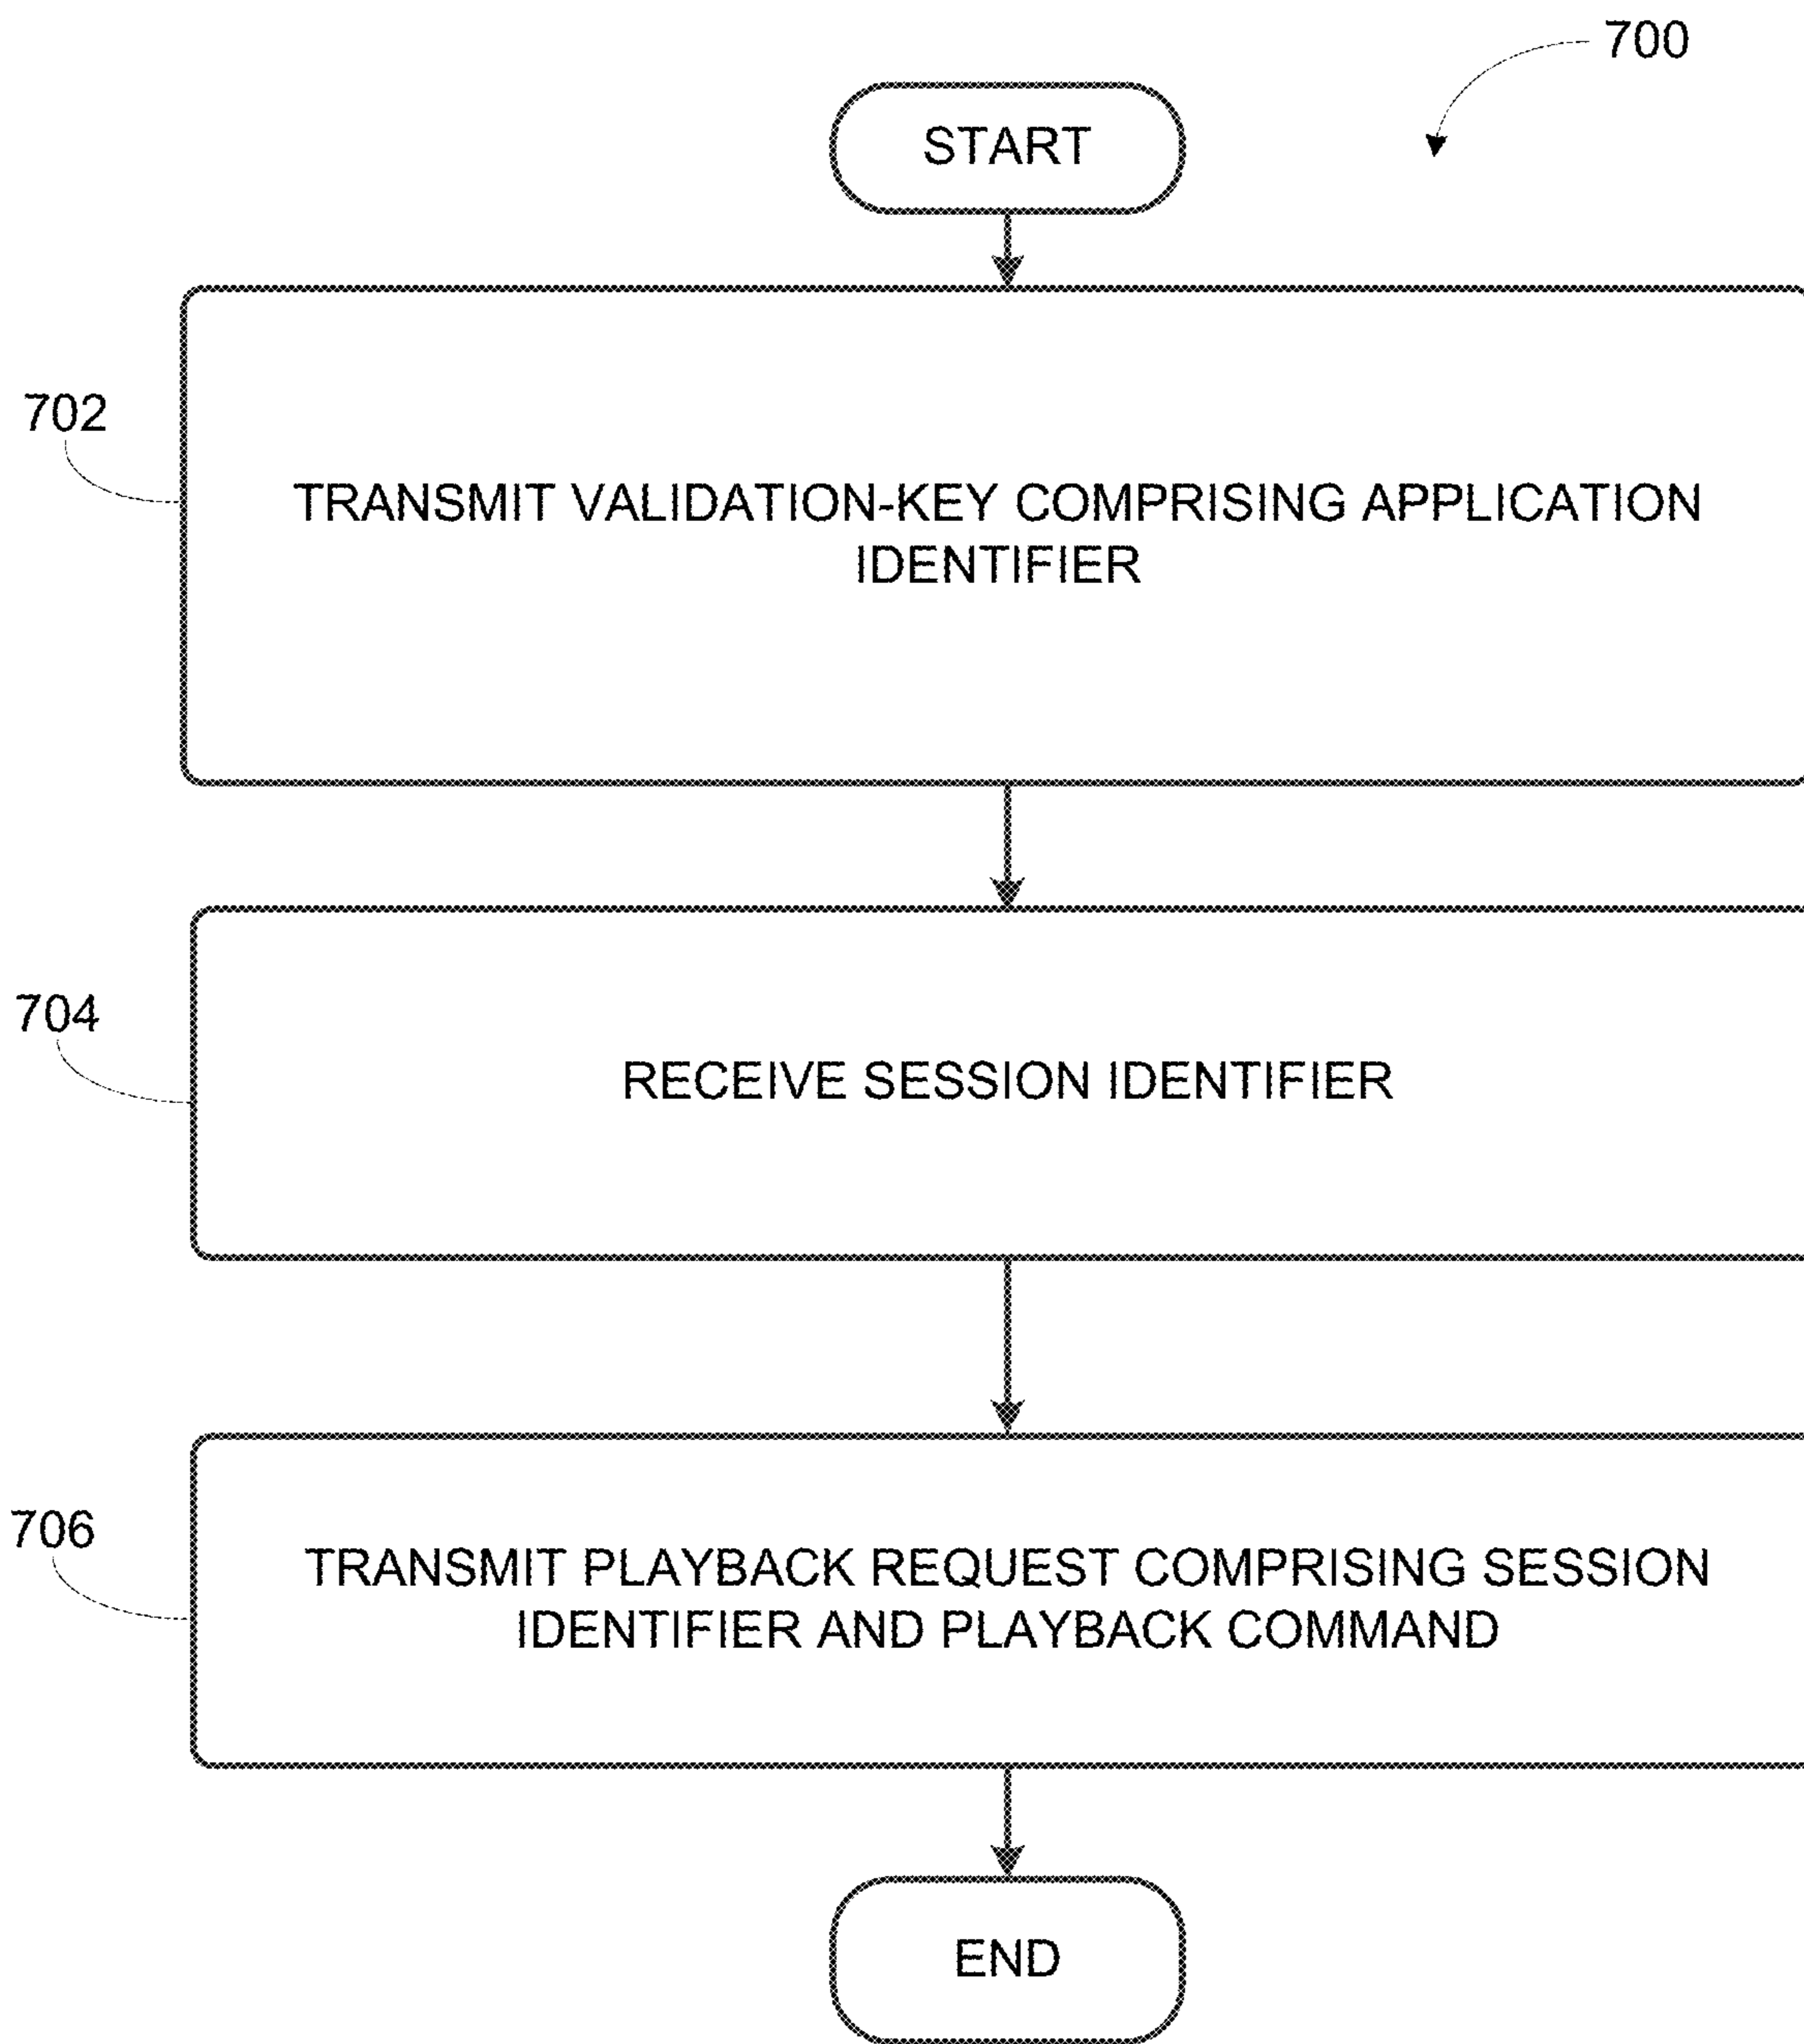 700
START
702
TRANSMIT VALIDATION-KEY COMPRISING APPLICATION
IDENTIFIER
704
RECEIVE SESSION IDENTIFIER
706
TRANSMIT PLAYBACK REQUEST COMPRISING SESSION
IDENTIFIER AND PLAYBACK COMMAND
END